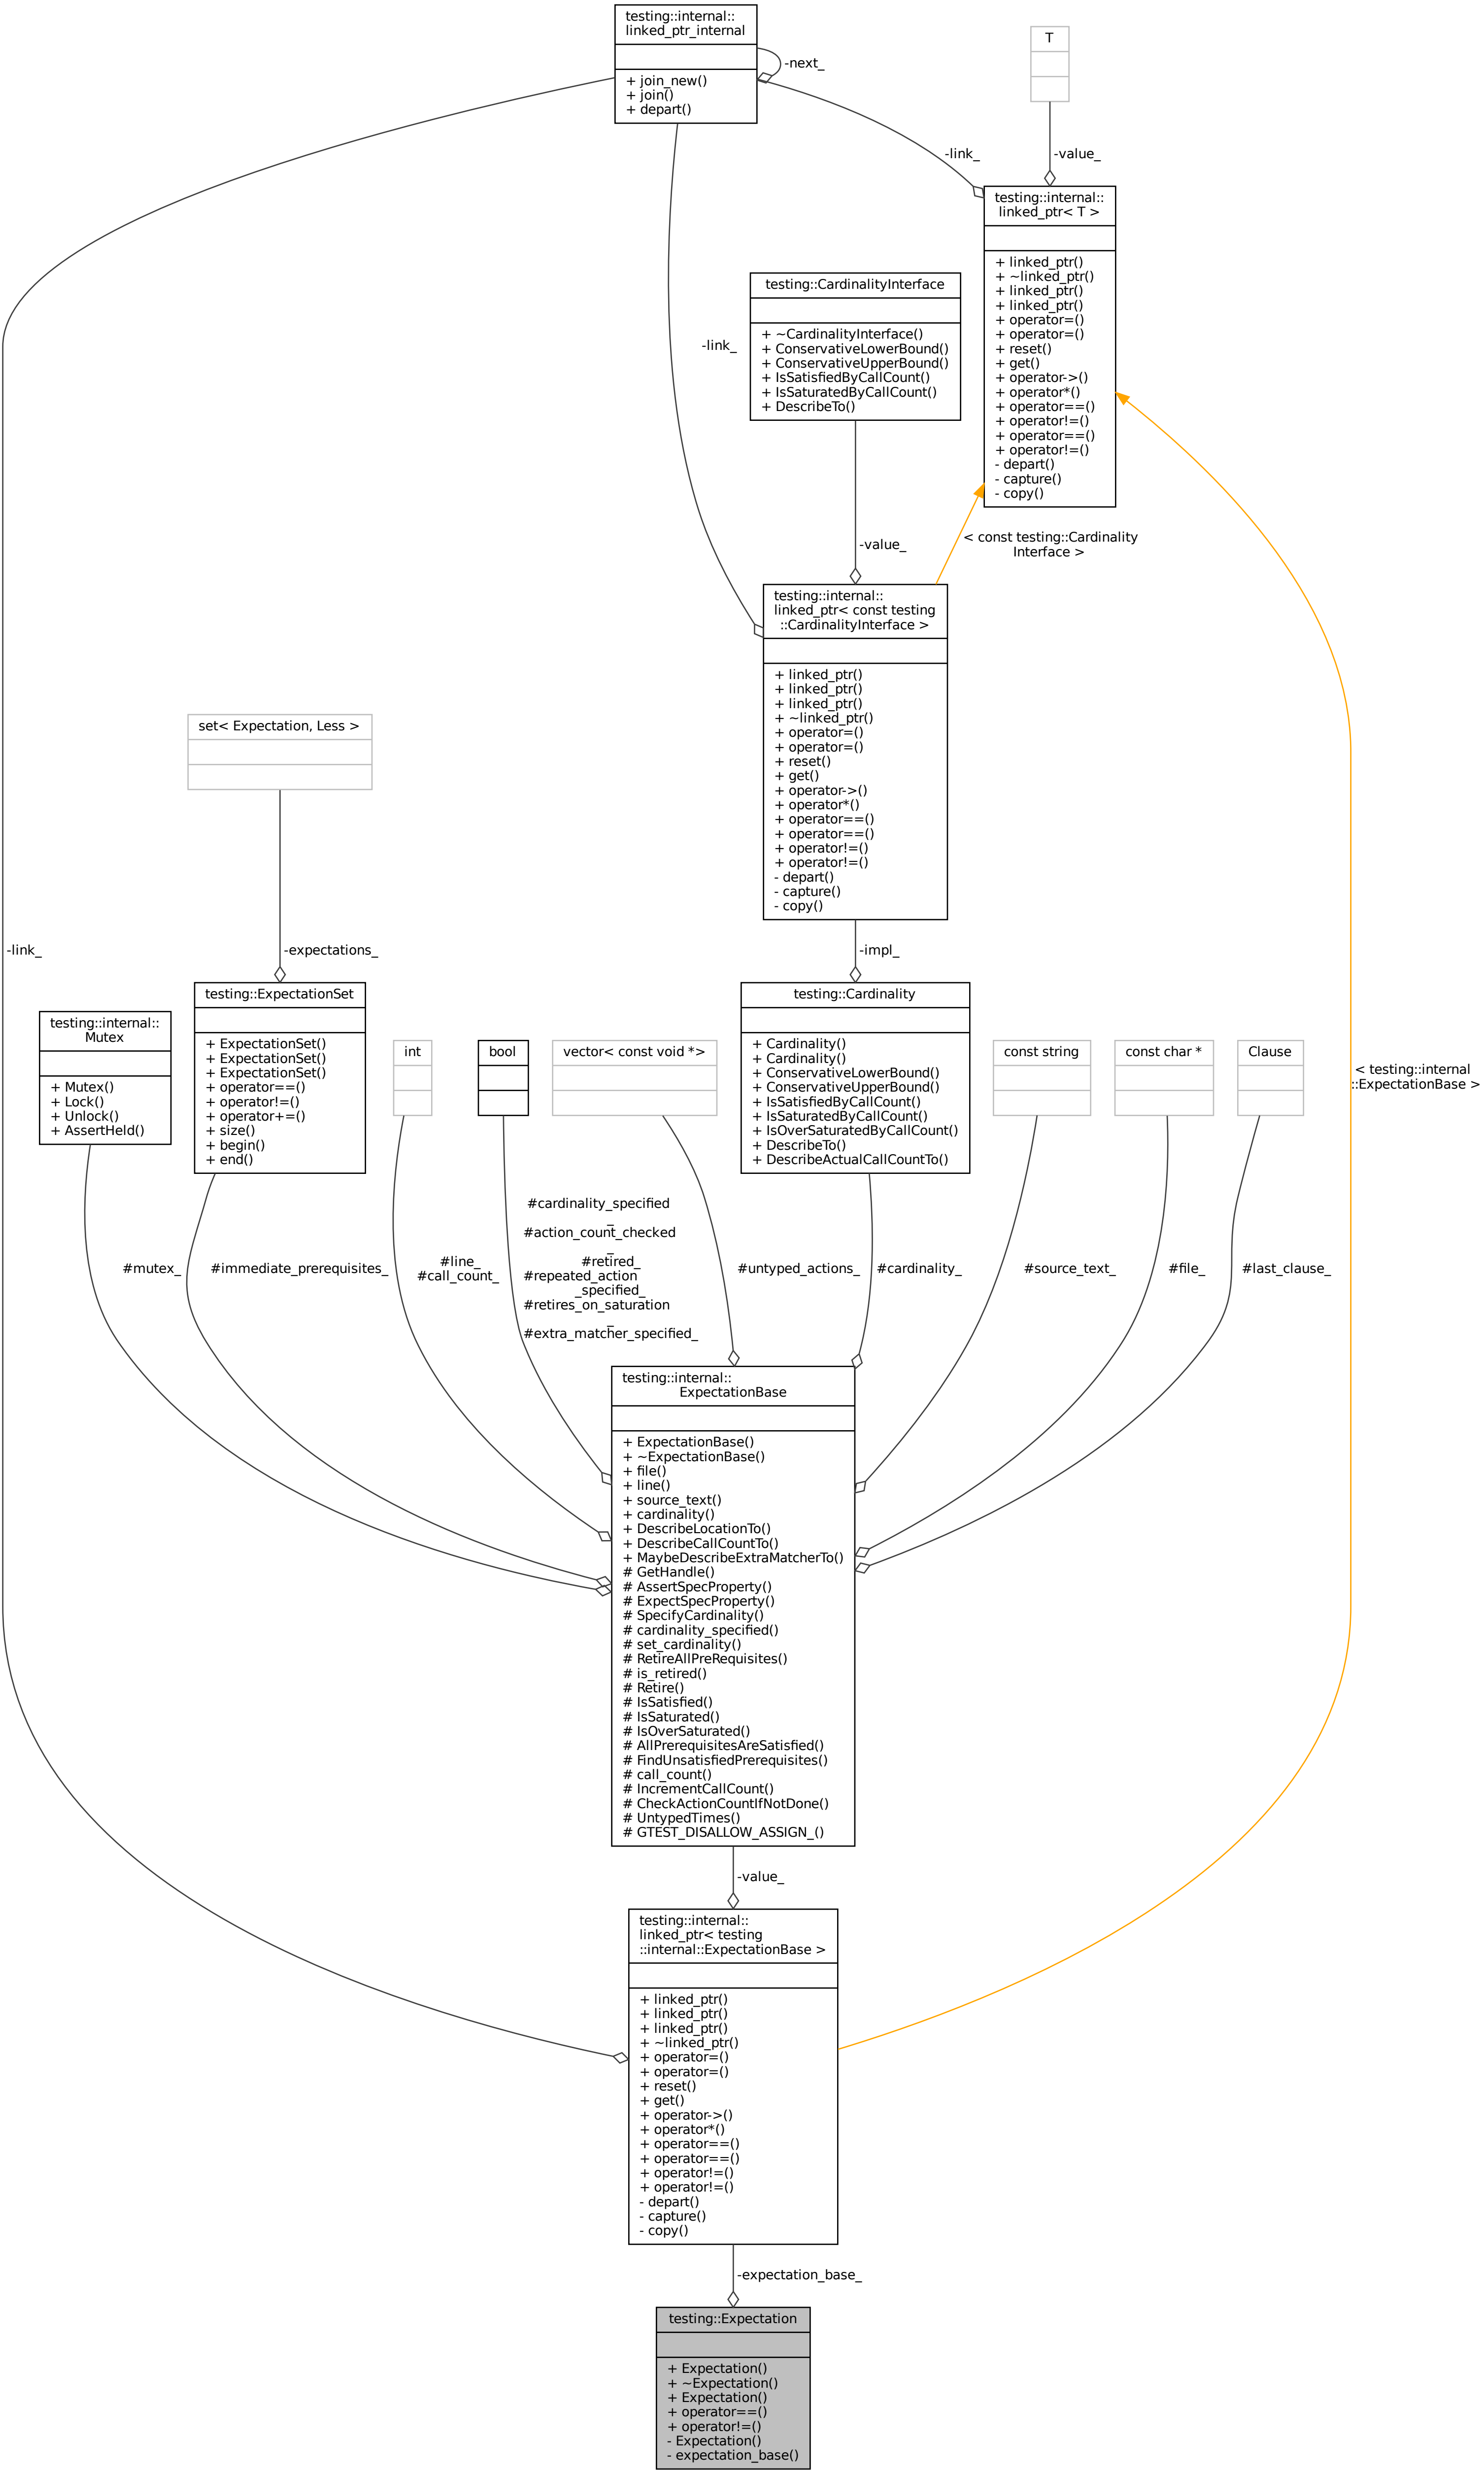 testing::internal::
linked_ptr_internal
+ join_new()
+ join()
+ depart()
-next_
T
-link_
-value_
testing::internal::
linked_ptr< T >
+ linked_ptr()
+ ~linked_ptr()
+ linked_ptr()
+ linked_ptr()
+ operator=()
+ operator=()
+ reset()
+ get()
+ operator->()
+ operator*()
+ operator==()
+ operator!=()
+ operator==()
+ operator!=()
- depart()
- capture()
- copy()
testing::CardinalityInterface
+ ~CardinalityInterface()
+ ConservativeLowerBound()
+ ConservativeUpperBound()
+ IsSatisfiedByCallCount()
+ IsSaturatedByCallCount()
+ DescribeTo()
-link_
-value_
< const testing::Cardinality
Interface >
testing::internal::
linked_ptr< const testing
::CardinalityInterface >
+ linked_ptr()
+ linked_ptr()
+ linked_ptr()
+ ~linked_ptr()
+ operator=()
+ operator=()
+ reset()
+ get()
+ operator->()
+ operator*()
+ operator==()
+ operator==()
+ operator!=()
+ operator!=()
- depart()
- capture()
- copy()
set< Expectation, Less >
-link_
-expectations_
-impl_
testing::internal::
Mutex
+ Mutex()
+ Lock()
+ Unlock()
+ AssertHeld()
testing::ExpectationSet
+ ExpectationSet()
+ ExpectationSet()
+ ExpectationSet()
+ operator==()
+ operator!=()
+ operator+=()
+ size()
+ begin()
+ end()
int
bool
vector< const void *>
testing::Cardinality
+ Cardinality()
+ Cardinality()
+ ConservativeLowerBound()
+ ConservativeUpperBound()
+ IsSatisfiedByCallCount()
+ IsSaturatedByCallCount()
+ IsOverSaturatedByCallCount()
+ DescribeTo()
+ DescribeActualCallCountTo()
const string
const char *
Clause
< testing::internal
::ExpectationBase >
#mutex_
#immediate_prerequisites_
#line_
#call_count_
#cardinality_specified
_
#action_count_checked
_
#retired_
#repeated_action
_specified_
#retires_on_saturation
_
#extra_matcher_specified_
#untyped_actions_
#cardinality_
#source_text_
#file_
#last_clause_
testing::internal::
ExpectationBase
+ ExpectationBase()
+ ~ExpectationBase()
+ file()
+ line()
+ source_text()
+ cardinality()
+ DescribeLocationTo()
+ DescribeCallCountTo()
+ MaybeDescribeExtraMatcherTo()
# GetHandle()
# AssertSpecProperty()
# ExpectSpecProperty()
# SpecifyCardinality()
# cardinality_specified()
# set_cardinality()
# RetireAllPreRequisites()
# is_retired()
# Retire()
# IsSatisfied()
# IsSaturated()
# IsOverSaturated()
# AllPrerequisitesAreSatisfied()
# FindUnsatisfiedPrerequisites()
# call_count()
# IncrementCallCount()
# CheckActionCountIfNotDone()
# UntypedTimes()
# GTEST_DISALLOW_ASSIGN_()
-value_
testing::internal::
linked_ptr< testing
::internal::ExpectationBase >
+ linked_ptr()
+ linked_ptr()
+ linked_ptr()
+ ~linked_ptr()
+ operator=()
+ operator=()
+ reset()
+ get()
+ operator->()
+ operator*()
+ operator==()
+ operator==()
+ operator!=()
+ operator!=()
- depart()
- capture()
- copy()
-expectation_base_
testing::Expectation
+ Expectation()
+ ~Expectation()
+ Expectation()
+ operator==()
+ operator!=()
- Expectation()
- expectation_base()